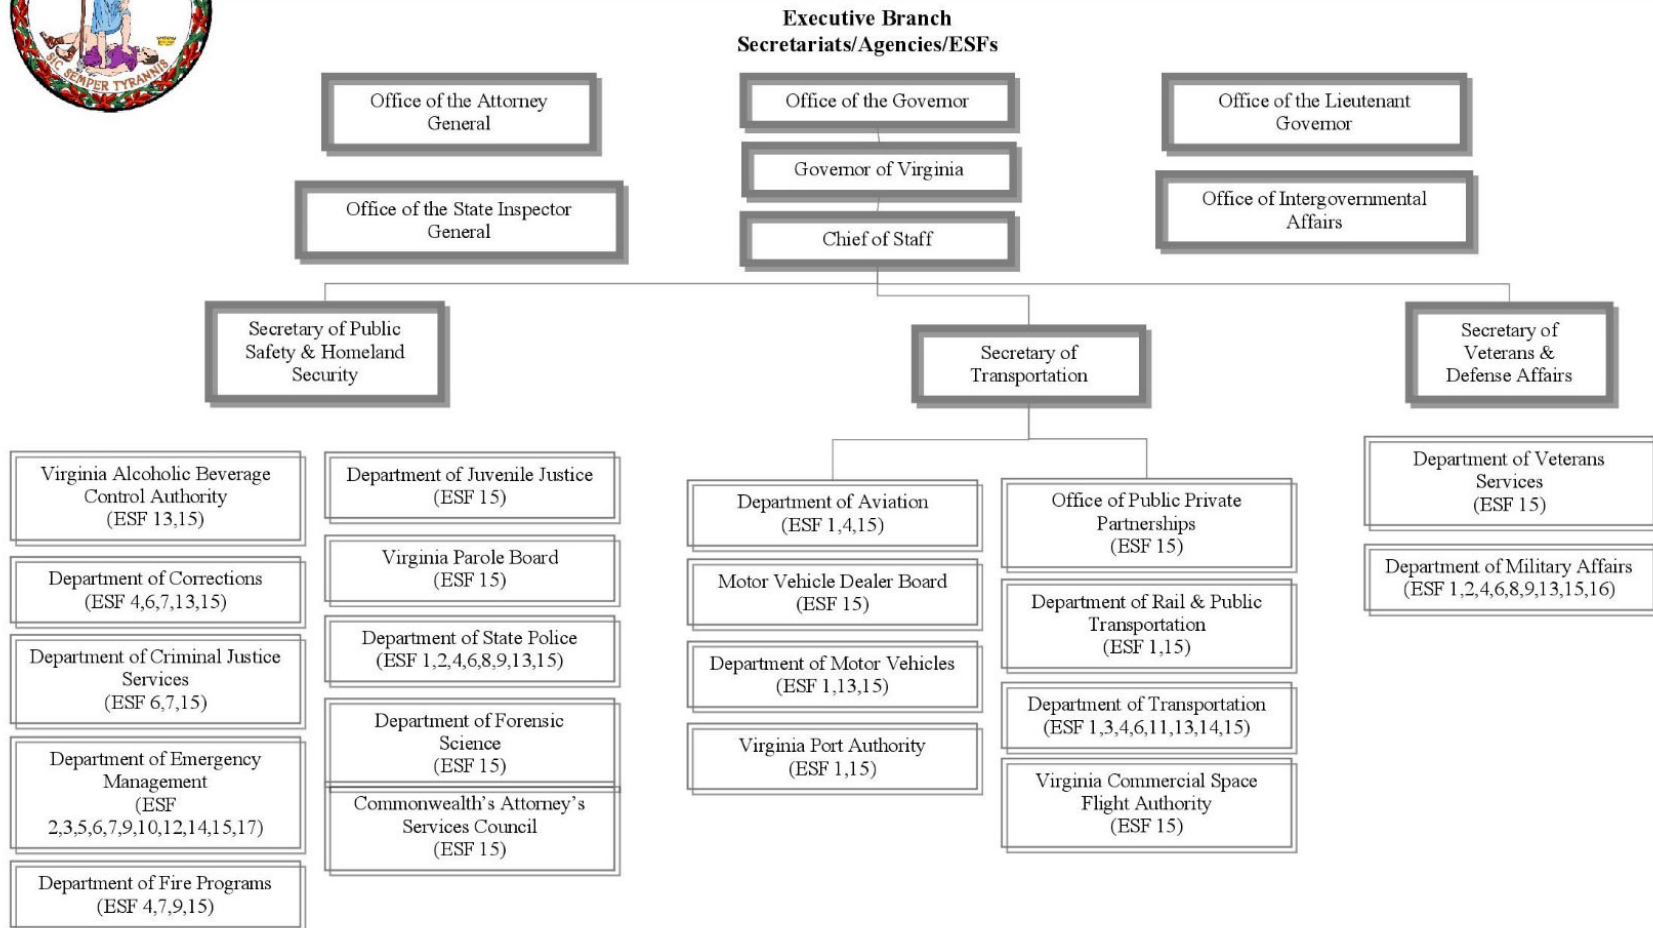 SIC SEMPER TYRANNIS
Executive Branch
Secretariats/Agencies/ESFs
Office of the Attorney
General
Office of the Governor
Office of the Lieutenant
Governor
Governor of Virginia
Office of the State Inspector
General
Office of Intergovernmental
Affairs
Chief of Staff
Secretary of Public
Safety & Homeland
Security
Secretary of
Transportation
Secretary of
Veterans &
Defense Affairs
Virginia Alcoholic Beverage
Control Authority
(ESF 13,15)
Department of Corrections
(ESF 4,6,7,13,15)
Department of Criminal Justice
Services
(ESF 6,7,15)
Department of Emergency
Management
(ESF
2,3,5,6,7,9,10,12,14,15,17)
Department of Fire Programs
(ESF 4,7,9,15)
Department of Juvenile Justice
(ESF 15)
Virginia Parole Board
(ESF 15)
Department of State Police
(ESF 1,2,4,6,8,9,13,15)
Department of Forensic
Science
(ESF 15)
Commonwealth’s Attorney’s
Services Council
(ESF 15)
Department of Aviation
(ESF 1,4,15)
Motor Vehicle Dealer Board
(ESF 15)
Department of Motor Vehicles
(ESF 1,13,15)
Virginia Port Authority
(ESF 1,15)
Office of Public Private
Partnerships
(ESF 15)
Department of Rail & Public
Transportation
(ESF 1,15)
Department of Transportation
(ESF 1,3,4,6,11,13,14,15)
Virginia Commercial Space
Flight Authority
(ESF 15)
Department of Veterans
Services
(ESF 15)
Department of Military Affairs
(ESF 1,2,4,6,8,9,13,15,16)